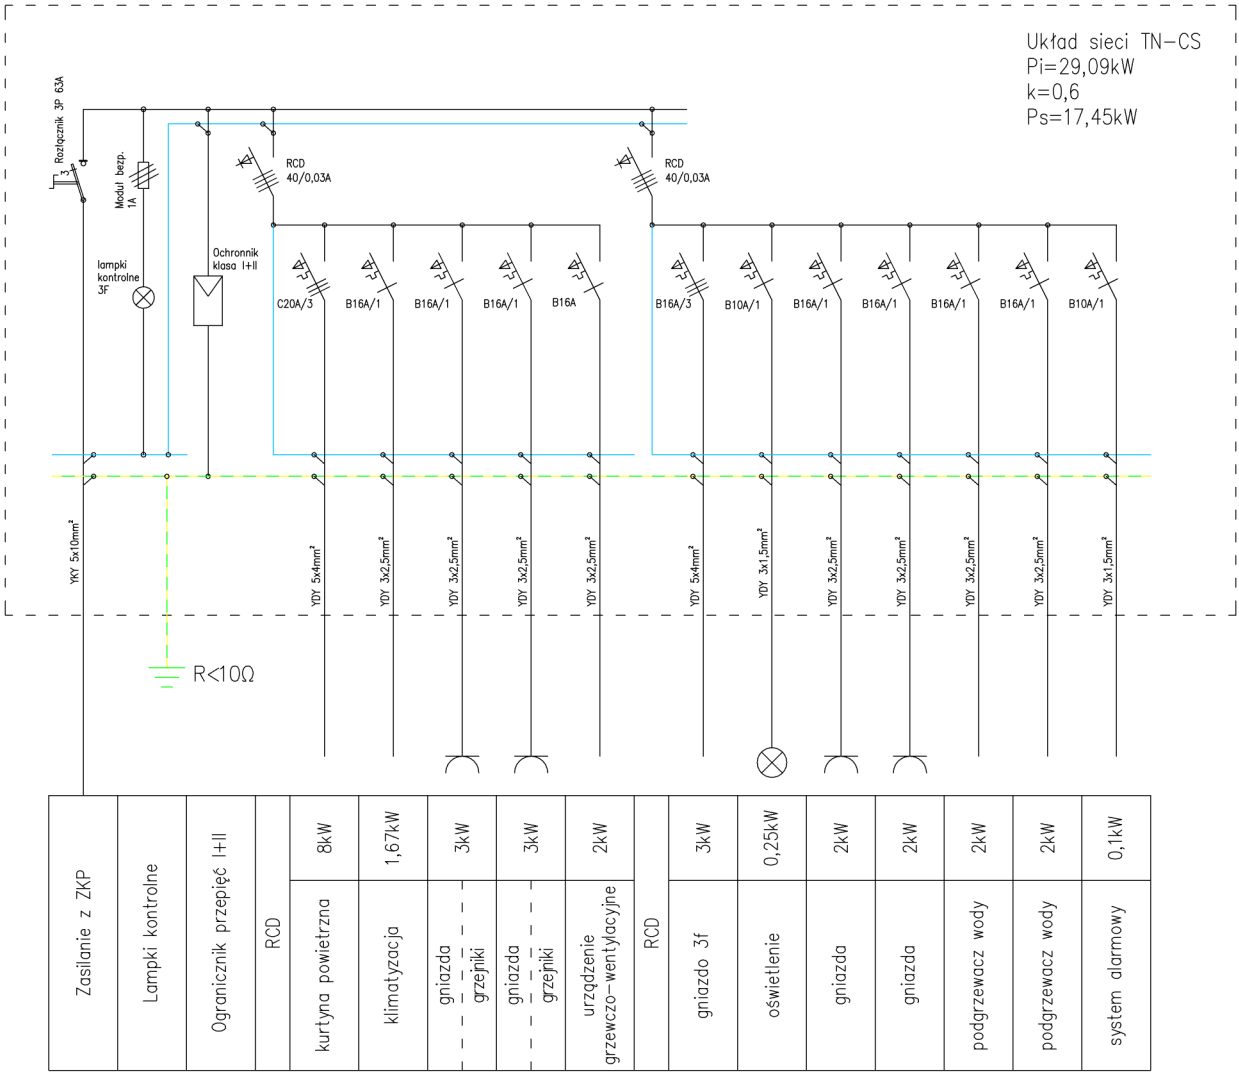 Układ sieci TN-CS
Pi=29,09kW
k=0,6
Ps=17,45kW
Rozłącznik 3P 63A
3
Moduł bezp.
1A
lampki
kontrolne
3F
Ochronnik
klasa I+II
RCD
40/0,03A
RCD
40/0,03A
C20A/3
B16A/1
B16A/1
B16A/1
B16A
B16A/3
B10A/1
B16A/1
B16A/1
B16A/1
B16A/1
B10A/1
YKY 5x10mm²
YDY 5x4mm²
YDY 3x2,5mm²
YDY 3x2,5mm²
YDY 3x2,5mm²
YDY 3x2,5mm²
YDY 5x4mm²
YDY 3x1,5mm²
YDY 3x2,5mm²
YDY 3x2,5mm²
YDY 3x2,5mm²
YDY 3x2,5mm²
YDY 3x1,5mm²
R<10Ω
Zasilanie z ZKP
Lampki kontrolne
Ogranicznik przepięć I+II
RCD
8kW
kurtyna powietrzna
1,67kW
klimatyzacja
3kW
gniazda
grzejniki
3kW
gniazda
grzejniki
2kW
urządzenie
grzewczo-wentylacyjne
RCD
3kW
gniazdo 3f
0,25kW
oświetlenie
2kW
gniazda
2kW
gniazda
2kW
podgrzewacz wody
2kW
podgrzewacz wody
0,1kW
system alarmowy